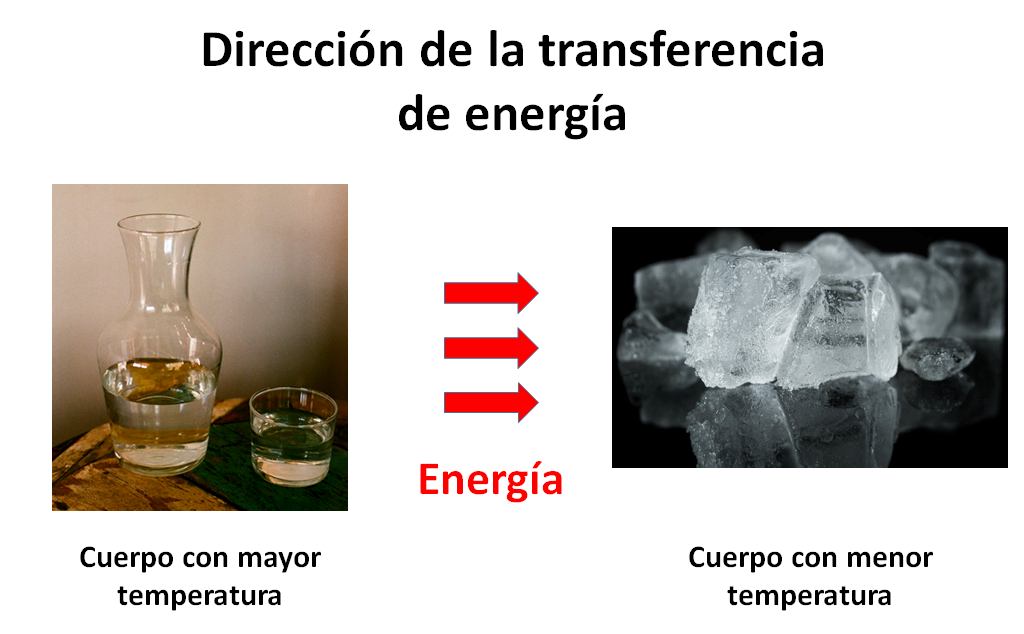 Dirección de la transferencia
de energía
Energía
Cuerpo con mayor
temperatura
Cuerpo con menor
temperatura